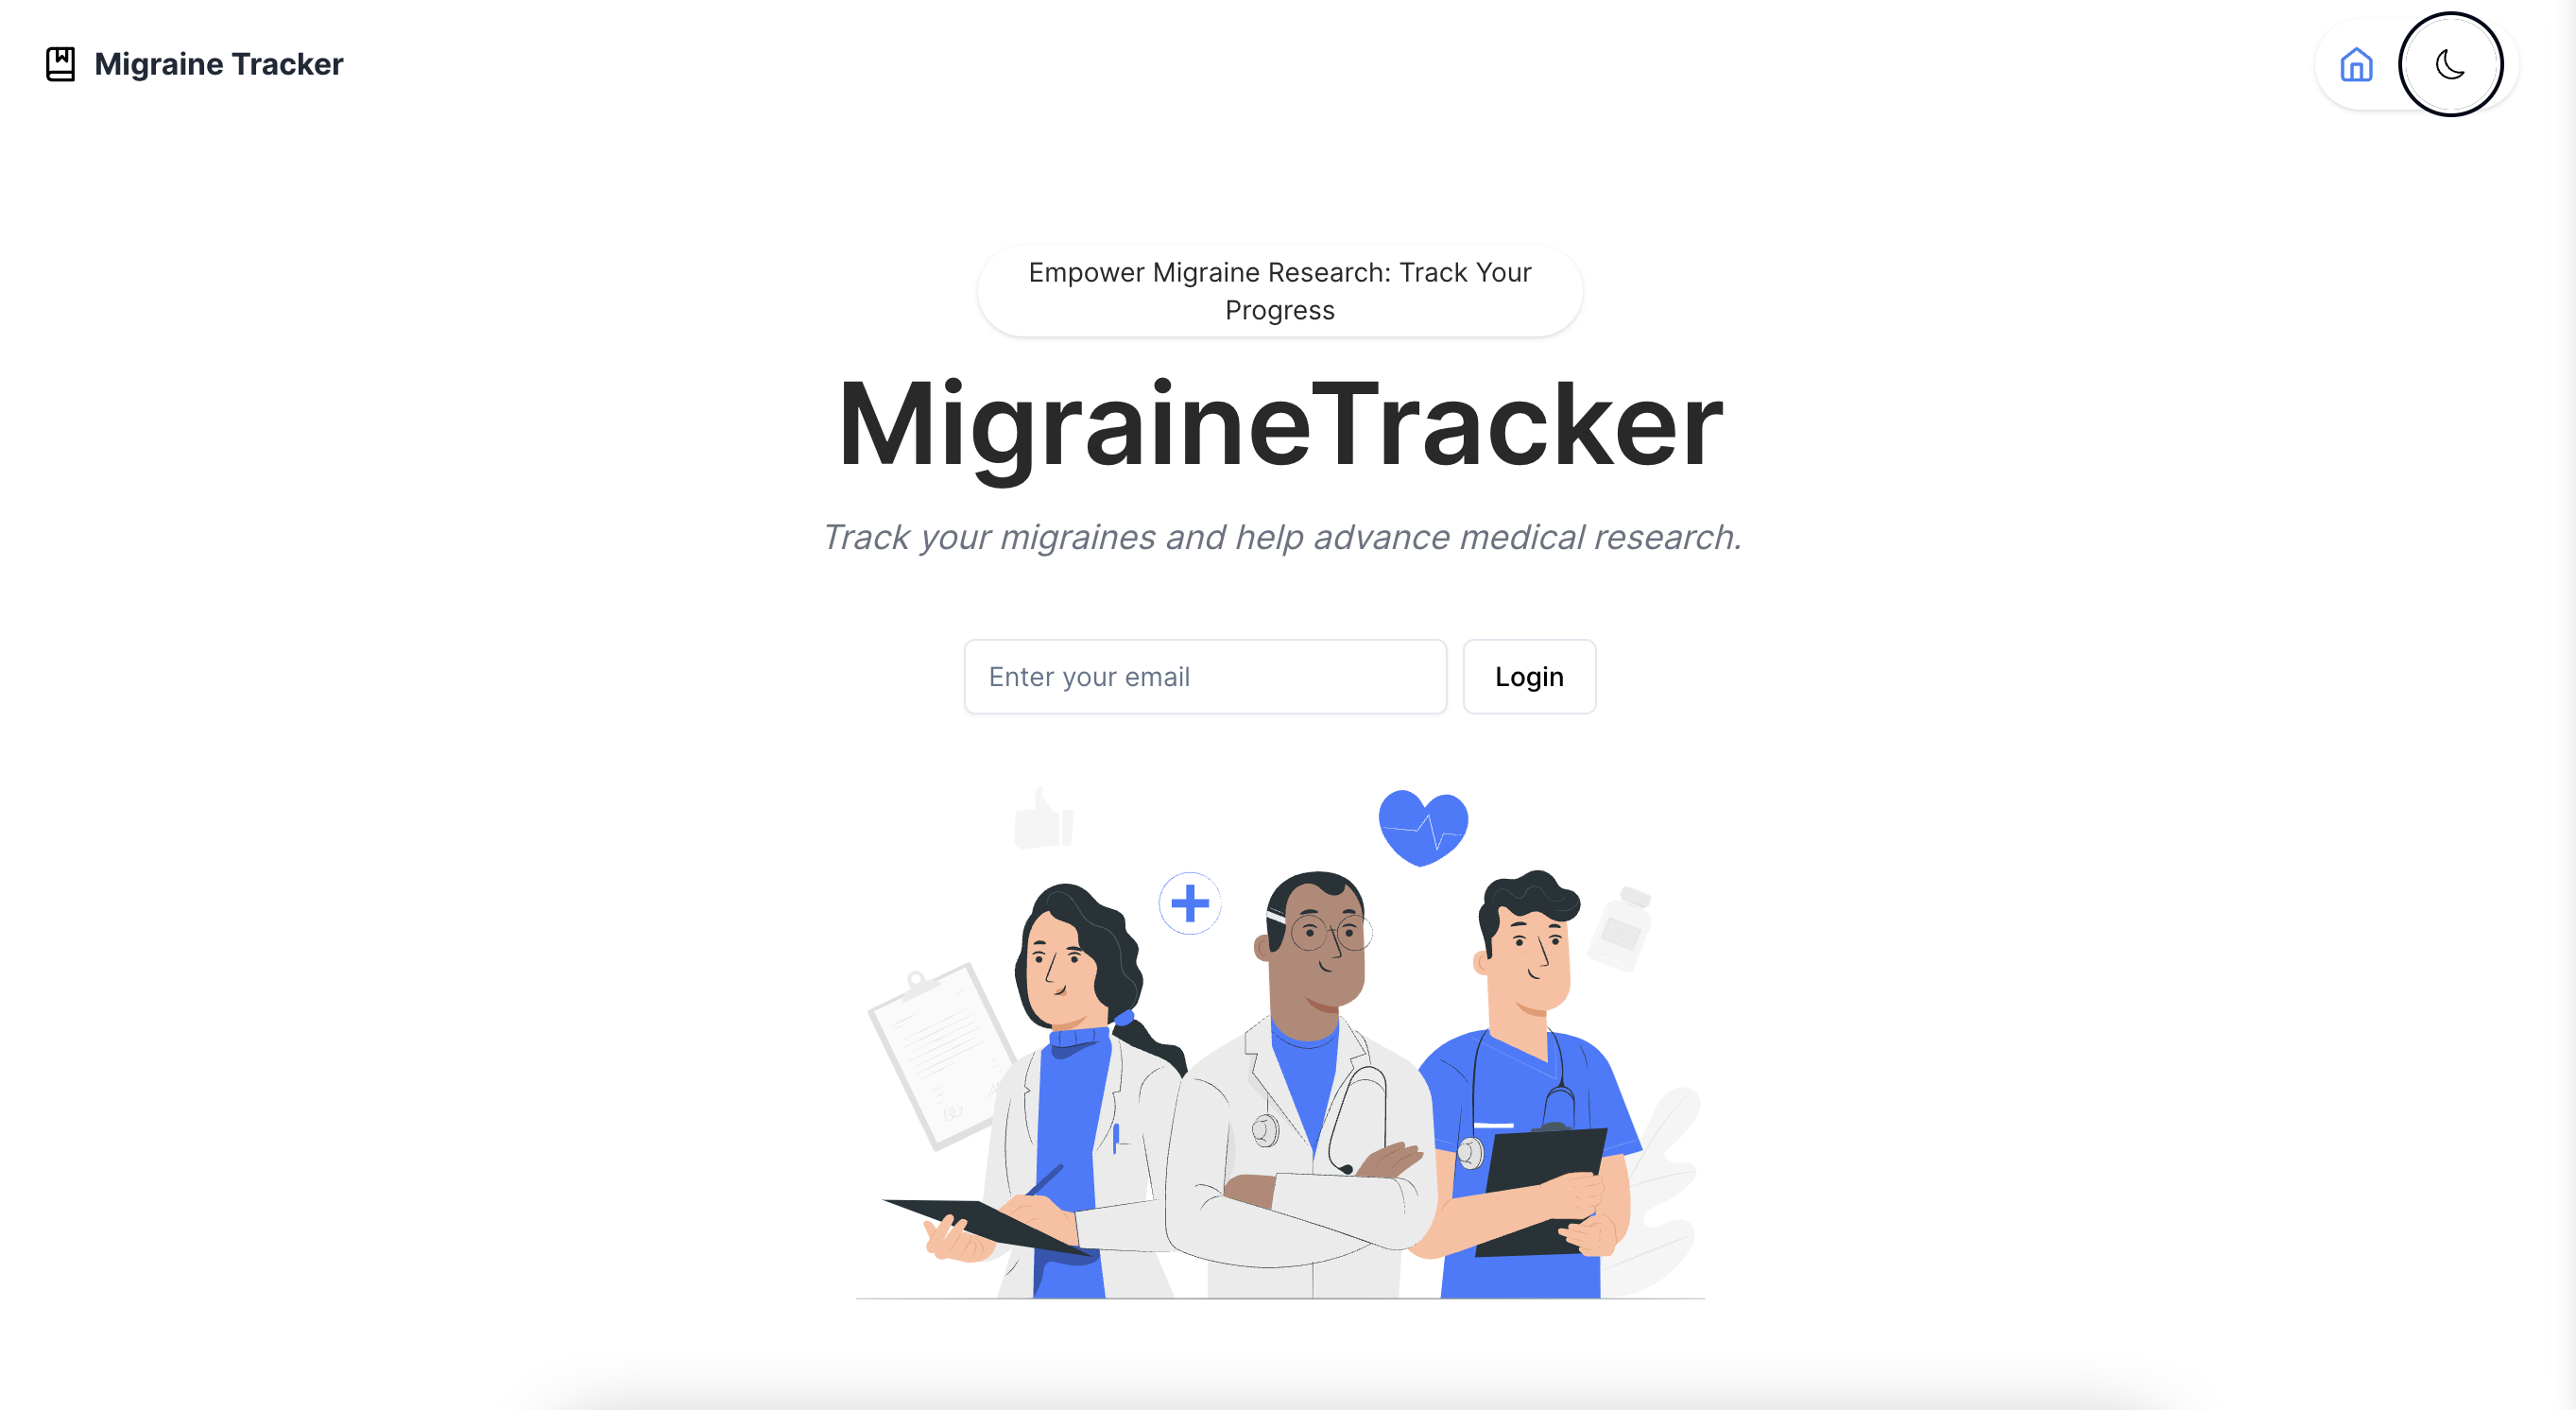 Migraine Tracker
Empower Migraine Research: Track Your
Progress
MigraineTracker
Track your migraines and help advance medical research.
Enter your email
Login